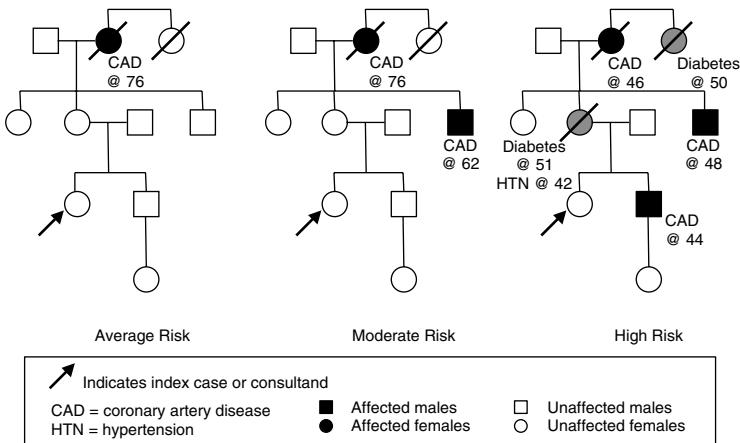 CAD
@ 76
CAD
@ 76
CAD
@ 62
CAD
@ 46
Diabetes
@ 50
Diabetes
@ 51
HTN @ 42
CAD
@ 48
CAD
@ 44
Average Risk
Moderate Risk
High Risk
Indicates index case or consultand
CAD = coronary artery disease
HTN = hypertension
Affected males
Affected females
Unaffected males
Unaffected females